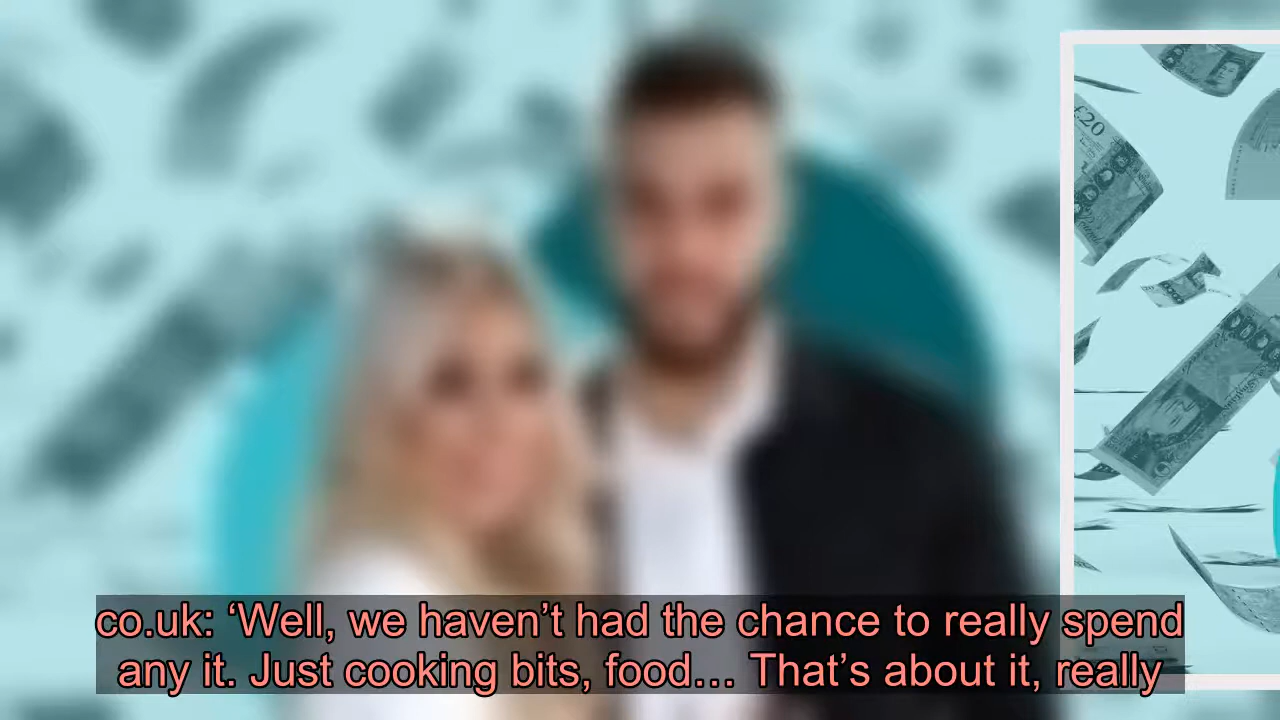 £20
co.uk: ‘Well, we haven’t had the chance to really spend
any it. Just cooking bits, food… That’s about it, really